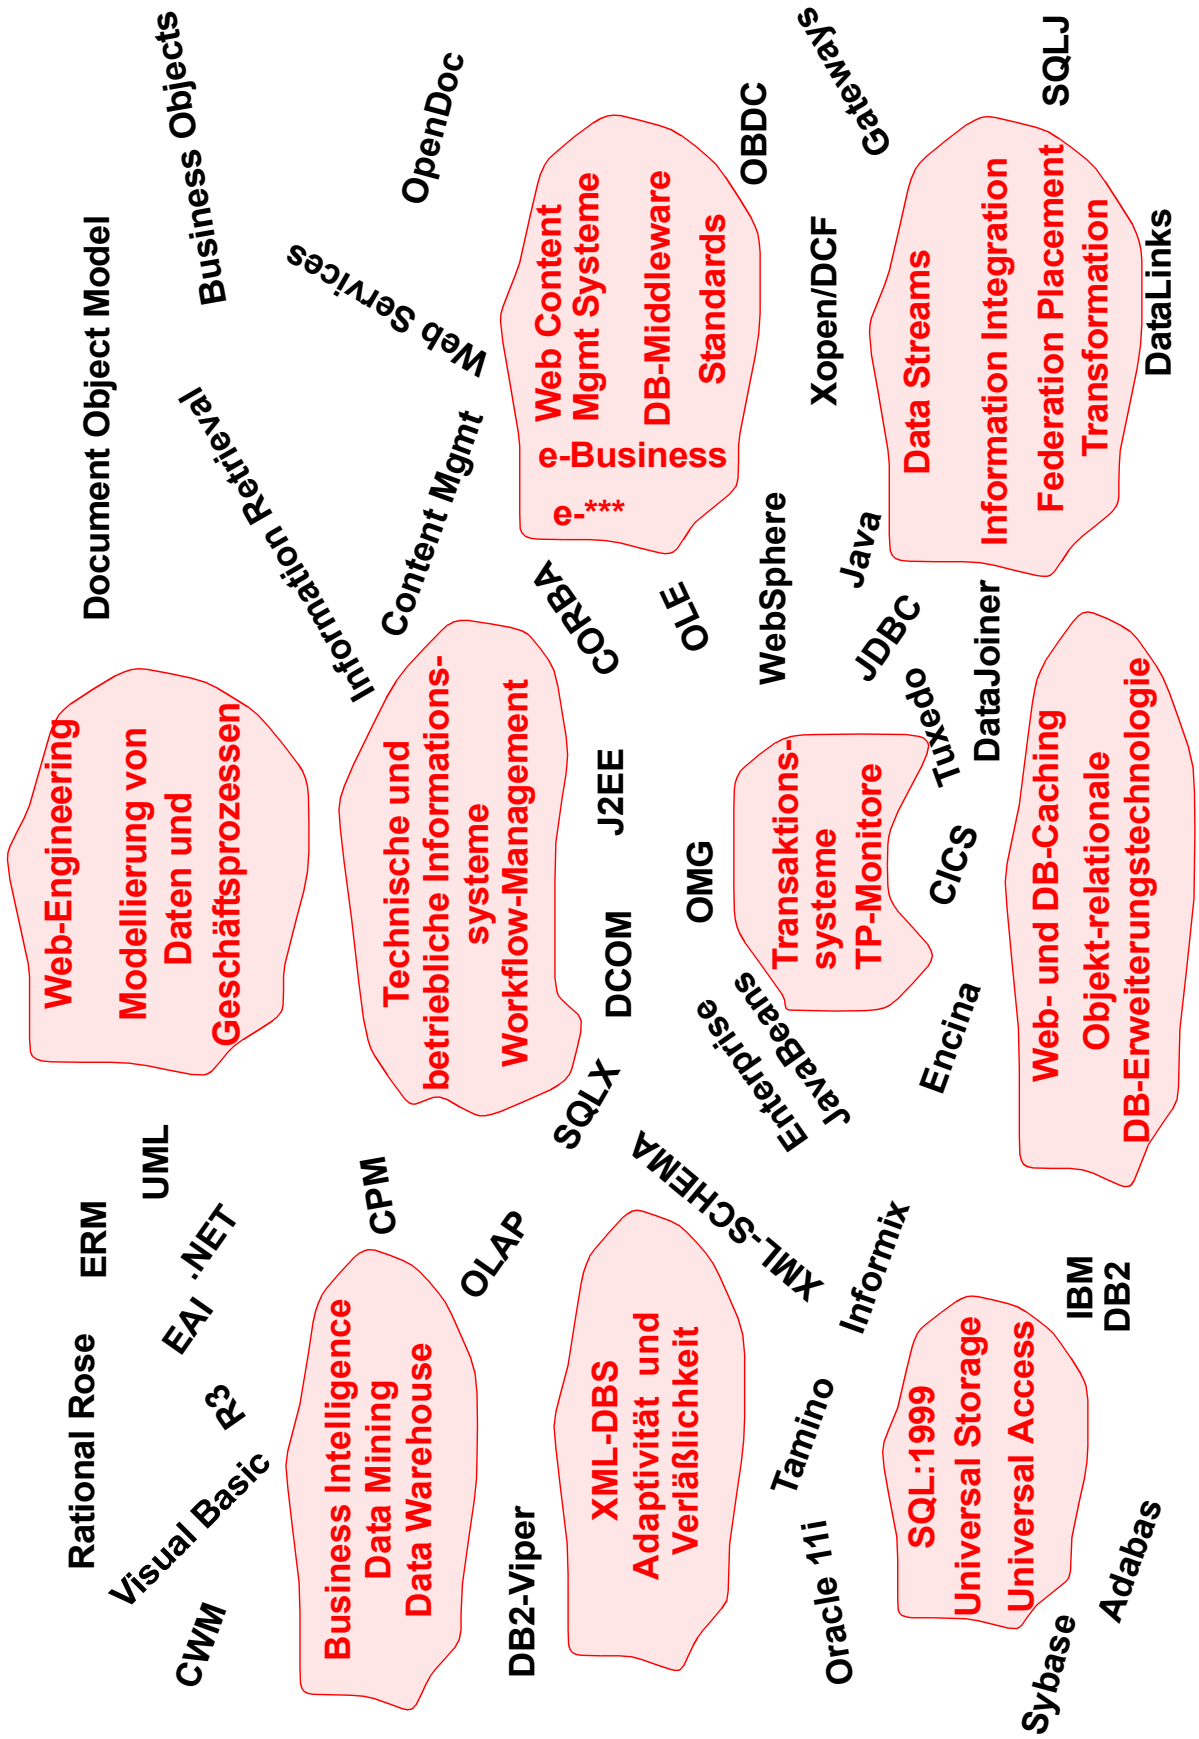 Rational Rose
ERM
UML
Document Object Model
Web-Engineering
Modellierung von
Daten und
Geschäftsprozessen
Visual Basic
CWM
R3
EAI
.NET
Business Objects
Information Retrieval
Business Intelligence
Data Mining
Data Warehouse
CPM
OLAP
Technische und
betriebliche Informations-
systeme
Workflow-Management
Content Mgmt
Web Services
OpenDoc
DB2-Viper
XML-DBS
Adaptivität und
Verläßlichkeit
SQLX
DCOM
J2EE
CORBA
OLE
Web Content
Mgmt Systeme
e-Business
DB-Middleware
e-***
Standards
OBDC
XML-SCHEMA
Enterprise
JavaBeans
OMG
WebSphere
Xopen/DCF
Gateways
Oracle 11i
Tamino
Informix
Transaktions-
systeme
TP-Monitore
Encina
CICS
Tuxedo
JDBC
Java
DataJoiner
SQL:1999
Universal Storage
Universal Access
Sybase
Adabas
IBM
DB2
Web- und DB-Caching
Objekt-relationale
DB-Erweiterungstechnologie
Data Streams
Information Integration
Federation Placement
Transformation
SQLJ
DataLinks